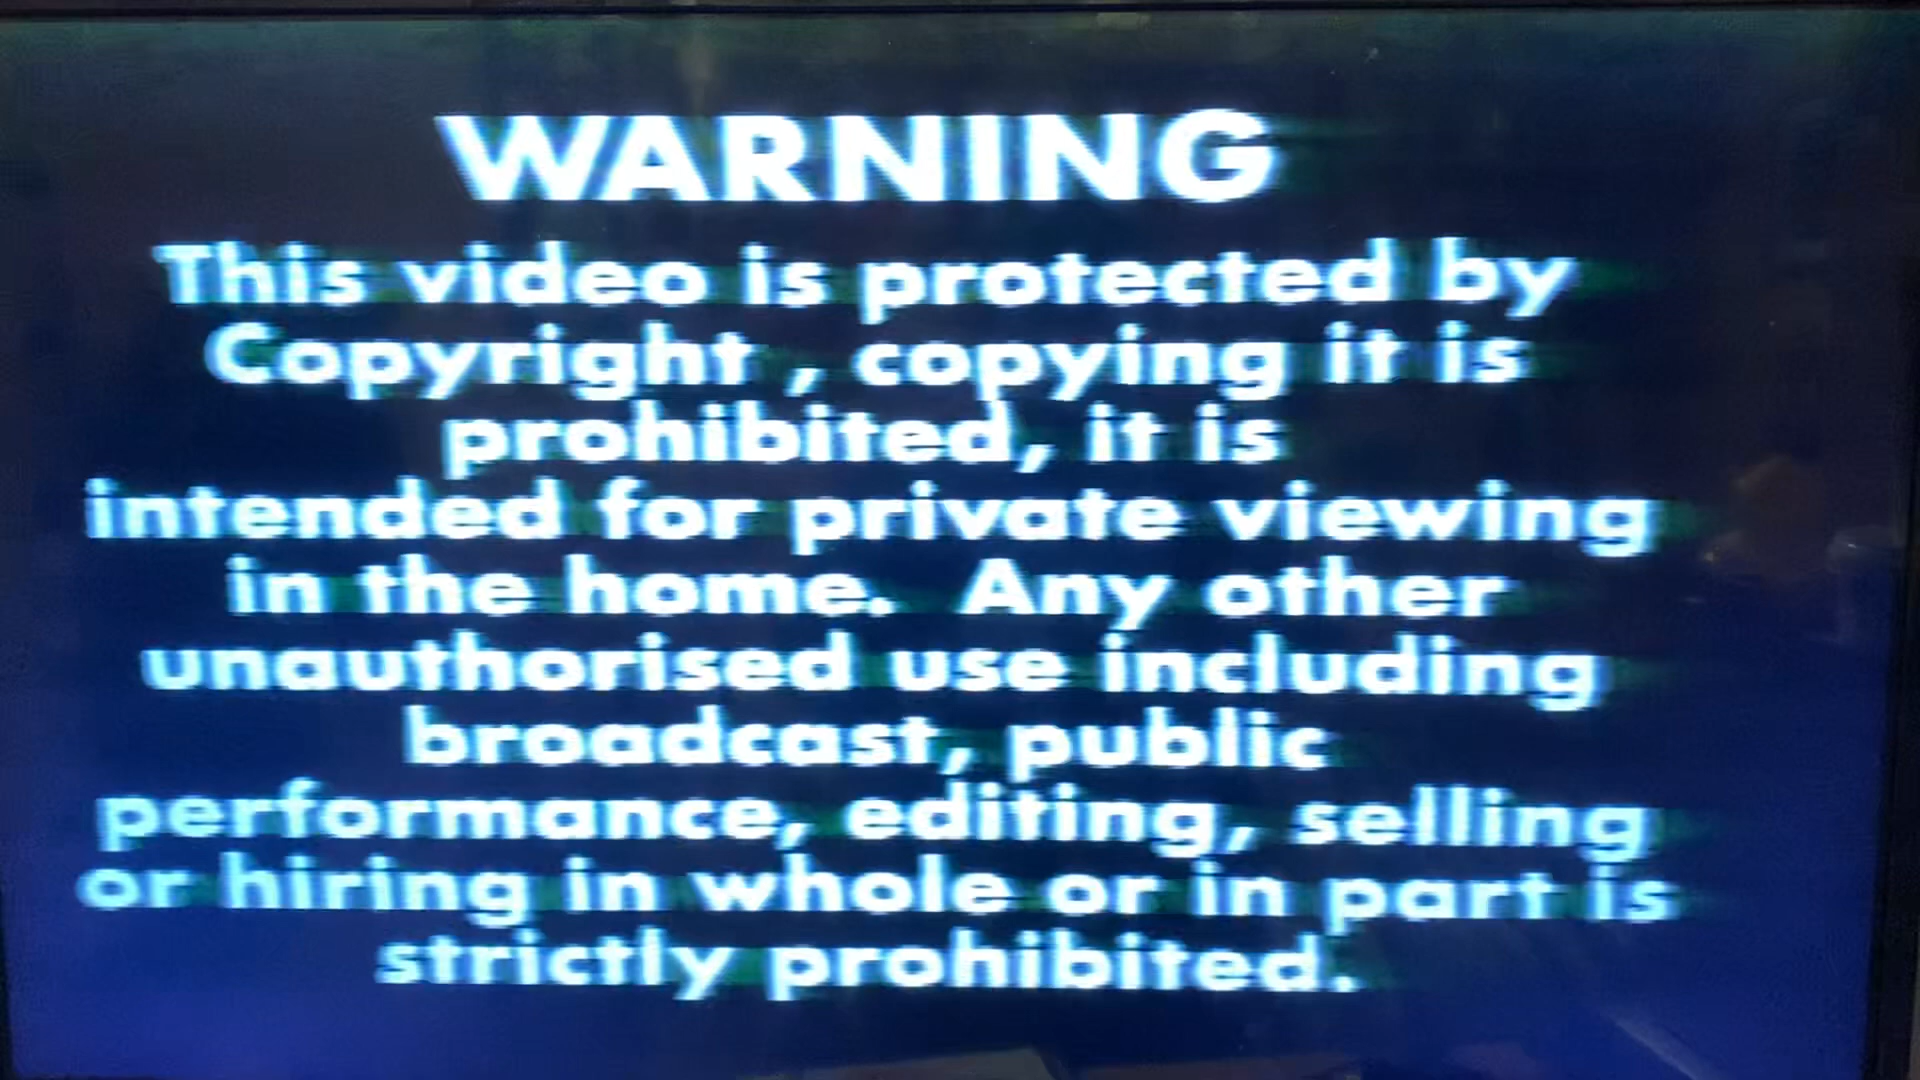 WARNING
This video is protected by
Copyright , copying it is
prohibited, it is
intended for private viewing
in the home.  Any other
unauthorised use including
broadcast, public
performance, editing, selling
or hiring in whole or in part is
strictly prohibited.